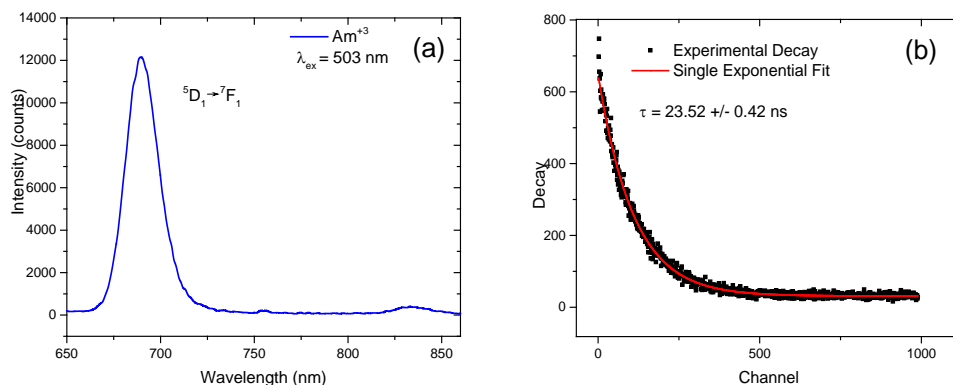 14000
12000
10000
8000
6000
4000
2000
0
Intensity (counts)
650
700
750
800
850
Wavelength (nm)
Am⁺³
λₑₓ = 503 nm
(a)
⁵D₁→⁷F₁
800
600
400
200
0
Decay
0
500
1000
Channel
(b)
Experimental Decay
Single Exponential Fit
τ = 23.52 +/- 0.42 ns